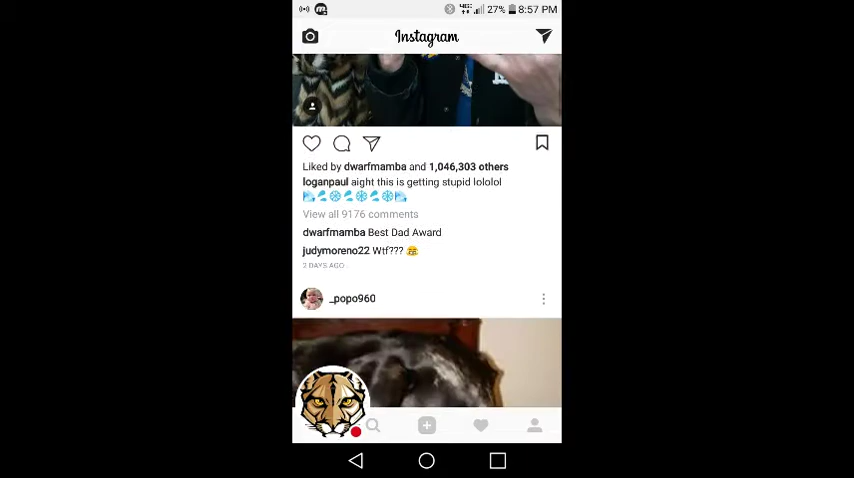 27% 8:57 PM
Instagram
Liked by dwarfmamba and 1,046,303 others
loganpaul aight this is getting stupid lololol
View all 9176 comments
dwarfmamba Best Dad Award
judymoreno22 Wtf???
2 DAYS AGO
_popo960